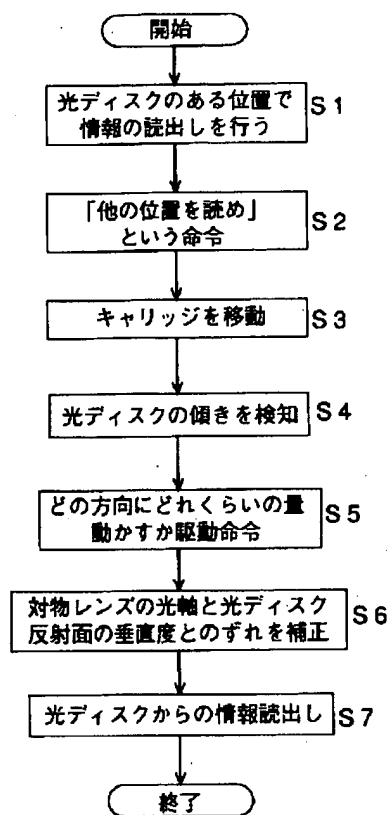 開始
光ディスクのある位置で
情報の読出しを行う
S1
「他の位置を読め」
という命令
S2
キャリッジを移動
S3
光ディスクの傾きを検知
S4
どの方向にどれくらいの量
動かすか駆動命令
S5
対物レンズの光軸と光ディスク
反射面の垂直度とのずれを補正
S6
光ディスクからの情報読出し
S7
終了